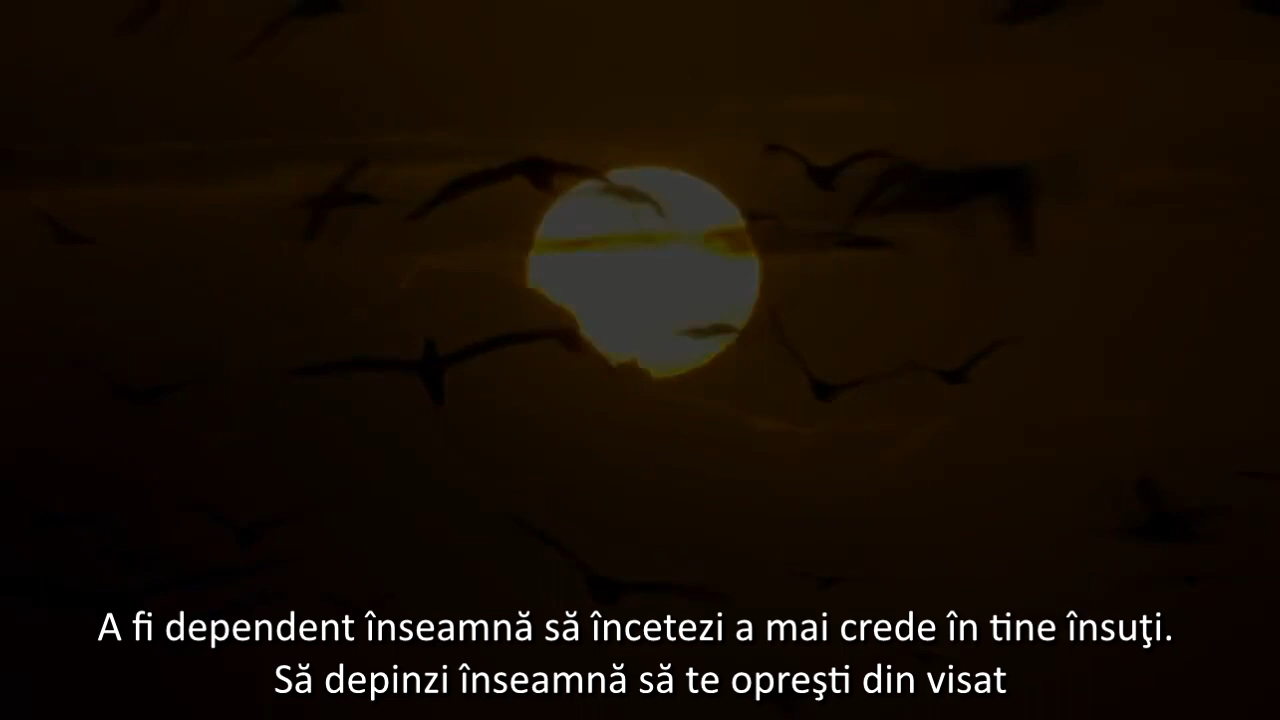 A fi dependent înseamnă să încetezi a mai crede în tine însuţi.
Să depinzi înseamnă să te opreşti din visat